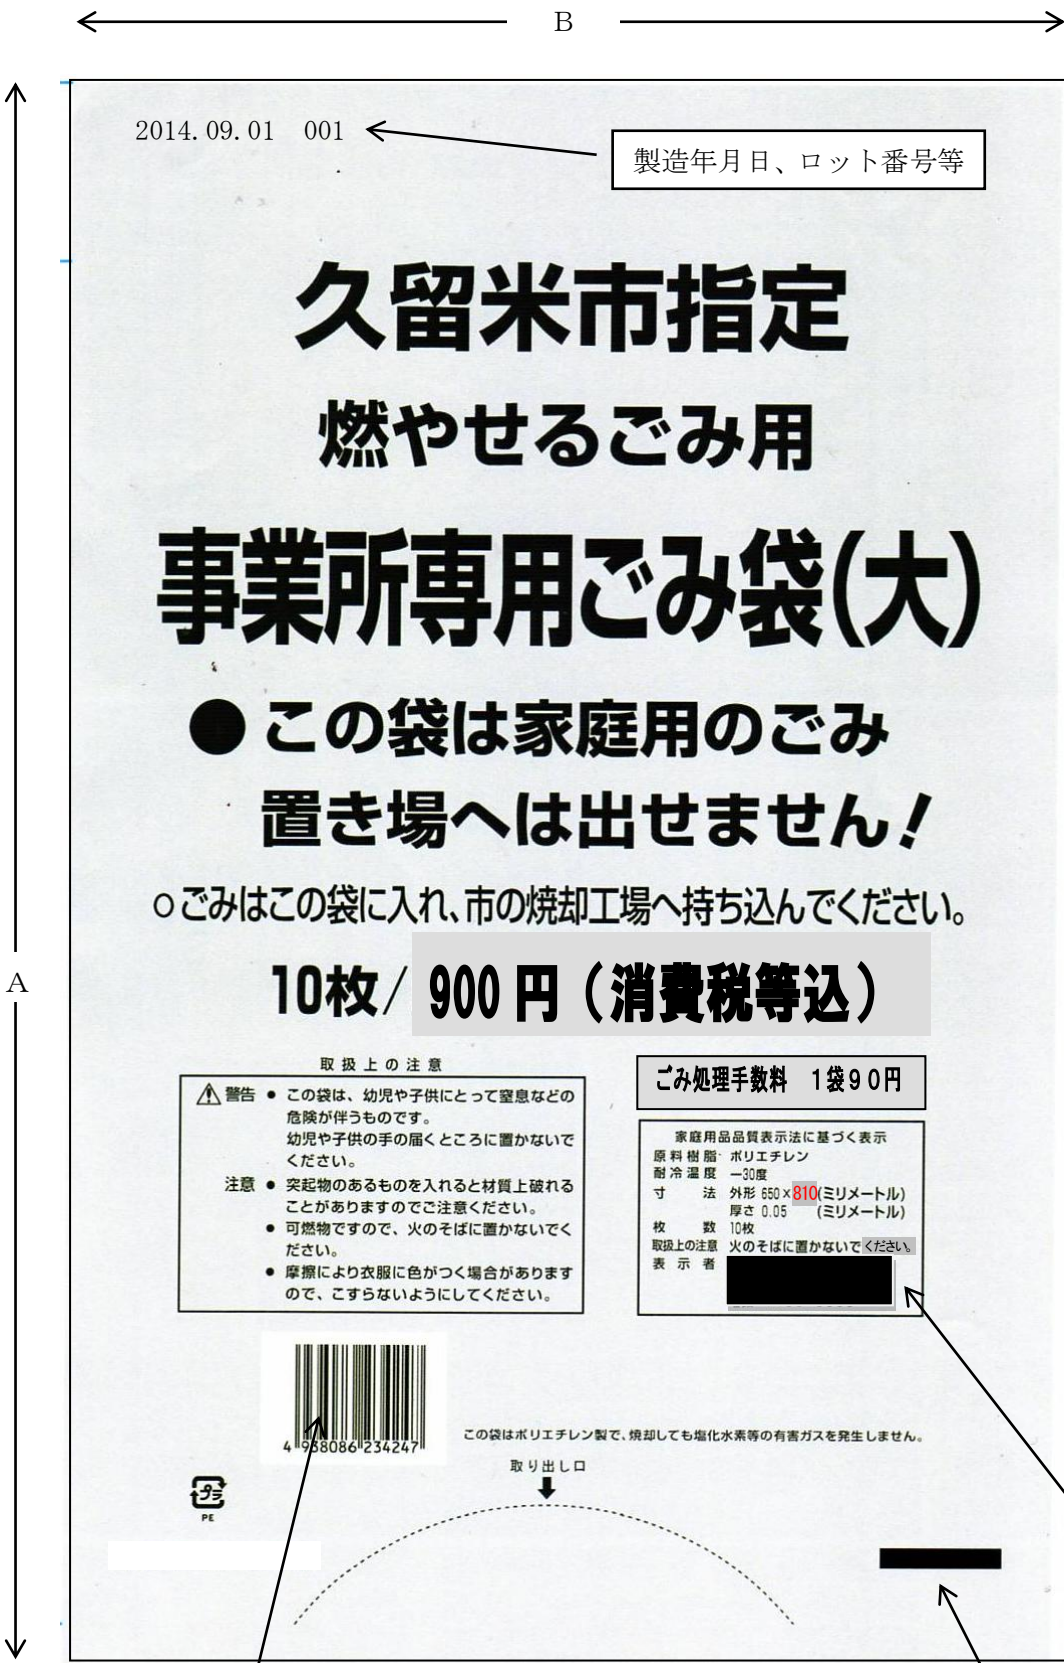 B
A
2014.09.01 001
製造年月日、ロット番号等
久留米市指定
燃やせるごみ用
事業所専用ごみ袋(大)
●この袋は家庭用のごみ
置き場へは出せません!
○ごみはこの袋に入れ、市の焼却工場へ持ち込んでください。
10枚/900円(消費税等込)
取扱上の注意
警告 ● この袋は、幼児や子供にとって窒息などの
危険が伴うものです。
幼児や子供の手の届くところに置かないで
ください。
注意 ● 突起物のあるものを入れると材質上破れる
ことがありますのでご注意ください。
● 可燃物ですので、火のそばに置かないでく
ださい。
● 摩擦により衣服に色がつく場合があります
ので、こすらないようにしてください。
ごみ処理手数料 1袋90円
家庭用品品質表示法に基づく表示
原料樹脂 ポリエチレン
耐冷温度 −30度
寸法 外形 650×810(ミリメートル)
厚さ 0.05 (ミリメートル)
枚数 10枚
取扱上の注意 火のそばに置かないでください。
表示者
4938086234247
この袋はポリエチレン製で、焼却しても塩化水素等の有害ガスを発生しません。
取り出し口
プラ
PE